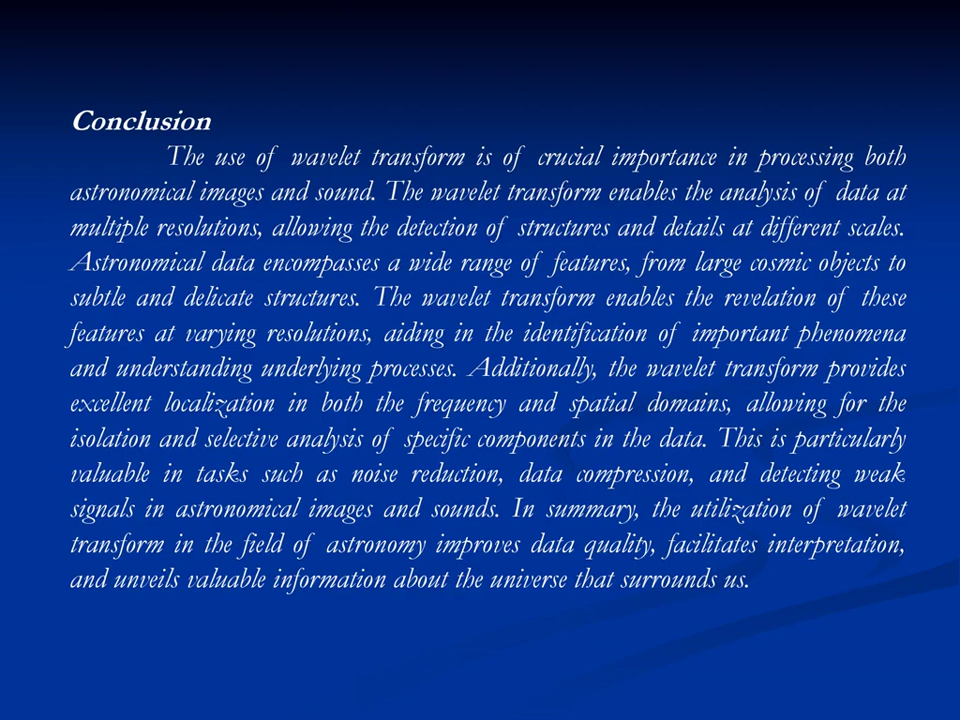 Conclusion
The use of wavelet transform is of crucial importance in processing both
astronomical images and sound. The wavelet transform enables the analysis of data at
multiple resolutions, allowing the detection of structures and details at different scales.
Astronomical data encompasses a wide range of features, from large cosmic objects to
subtle and delicate structures. The wavelet transform enables the revelation of these
features at varying resolutions, aiding in the identification of important phenomena
and understanding underlying processes. Additionally, the wavelet transform provides
excellent localization in both the frequency and spatial domains, allowing for the
isolation and selective analysis of specific components in the data. This is particularly
valuable in tasks such as noise reduction, data compression, and detecting weak
signals in astronomical images and sounds. In summary, the utilization of wavelet
transform in the field of astronomy improves data quality, facilitates interpretation,
and unveils valuable information about the universe that surrounds us.